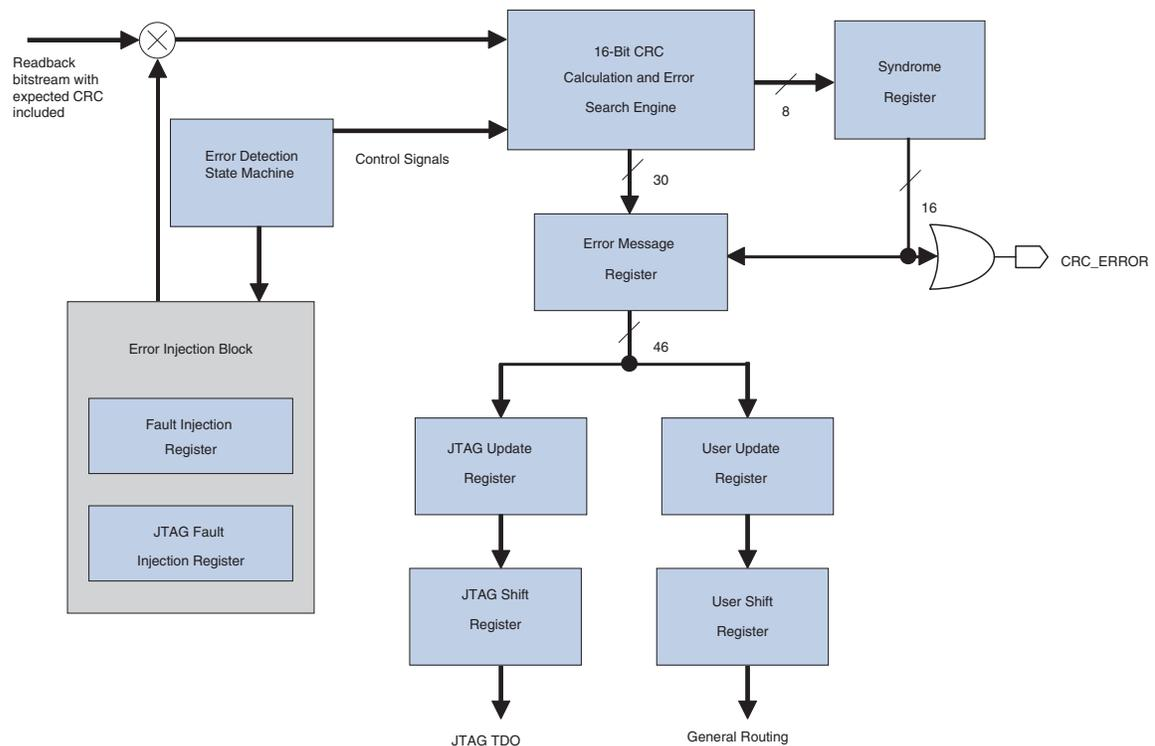 Readback
bitstream with
expected CRC
included
16-Bit CRC
Calculation and Error
Search Engine
8
Syndrome
Register
Error Detection
State Machine
Control Signals
30
16
Error Message
Register
CRC_ERROR
46
Error Injection Block
Fault Injection
Register
JTAG Fault
Injection Register
JTAG Update
Register
User Update
Register
JTAG Shift
Register
User Shift
Register
JTAG TDO
General Routing